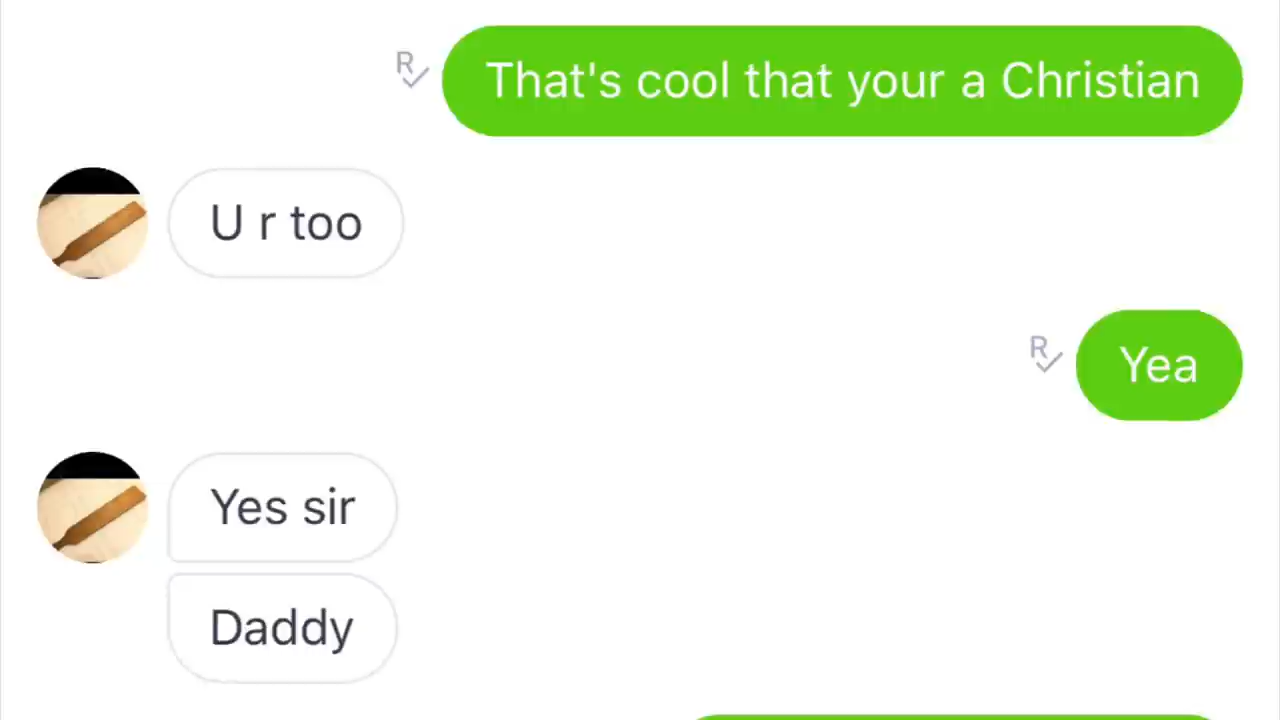 R That's cool that your a Christian
U r too
R Yea
Yes sir
Daddy